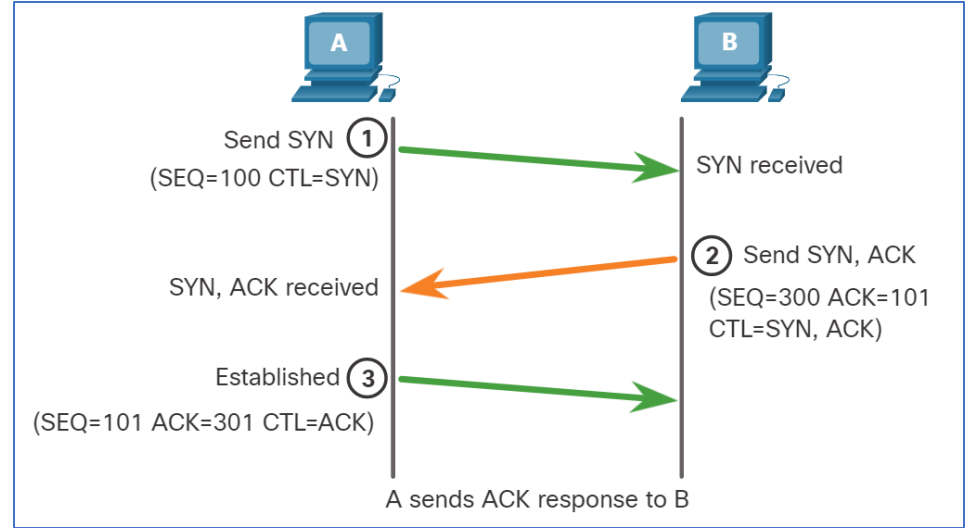 A
B
Send SYN 1
(SEQ=100 CTL=SYN)
SYN received
2 Send SYN, ACK
SYN, ACK received
(SEQ=300 ACK=101
CTL=SYN, ACK)
Established 3
(SEQ=101 ACK=301 CTL=ACK)
A sends ACK response to B